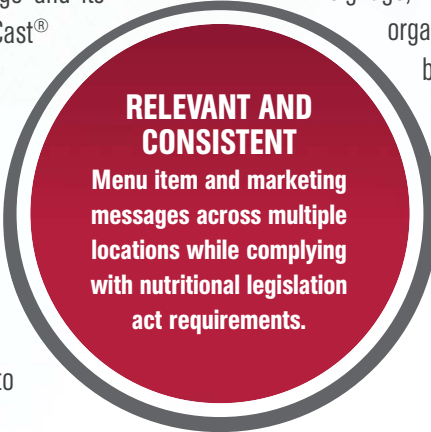 Cast®
orga
b
RELEVANT AND
CONSISTENT
Menu item and marketing
messages across multiple
locations while complying
with nutritional legislation
act requirements.
to